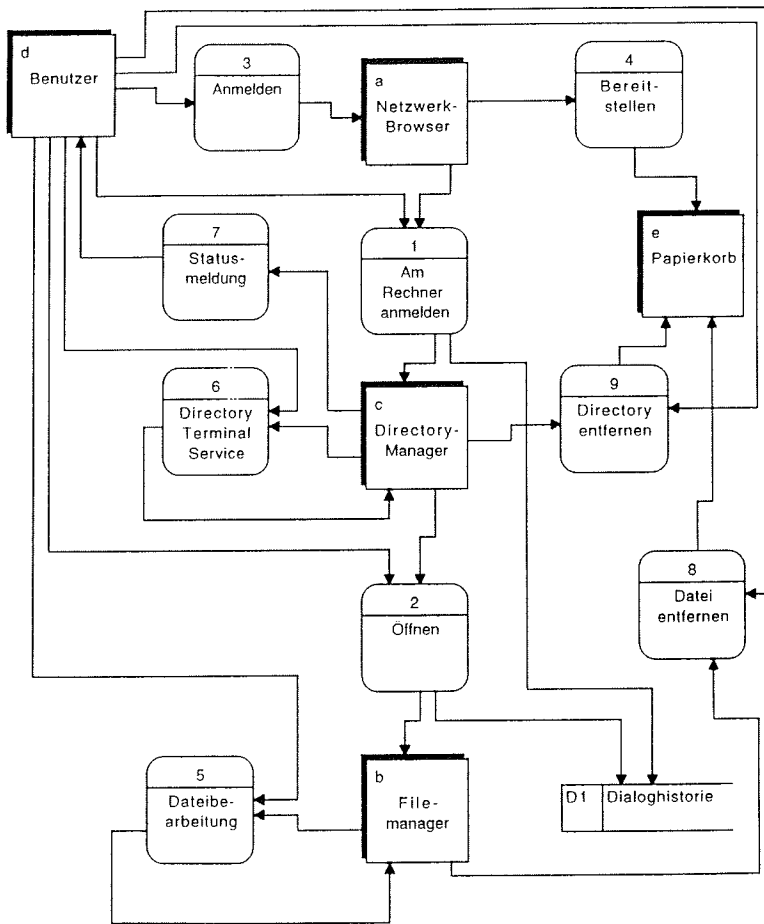 d
Benutzer
3
Anmelden
a
Netzwerk-
Browser
4
Bereit-
stellen
7
Status-
meldung
1
Am
Rechner
anmelden
e
Papierkorb
6
Directory
Terminal
Service
c
Directory-
Manager
9
Directory
entfernen
2
Öffnen
8
Datei
entfernen
5
Dateibe-
arbeitung
b
File-
manager
D1 Dialoghistorie